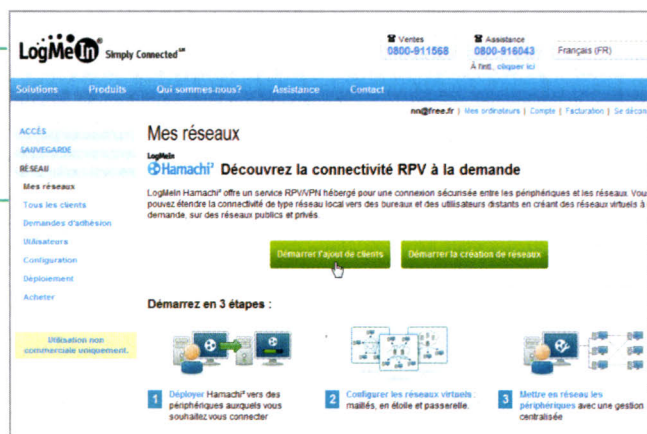 LogMeIn Simply Connected℠
Ventes
0800-911568
Assistance
0800-916043
À l'int., cliquer ici
Français (FR)
Solutions Produits Qui sommes-nous? Assistance Contact
nn@free.fr | Mes ordinateurs | Compte | Facturation | Se décon
ACCÈS
SAUVEGARDE
RÉSEAU
Mes réseaux
Tous les clients
Demandes d'adhésion
Utilisateurs
Configuration
Déploiement
Acheter
Utilisation non
commerciale uniquement.
Mes réseaux
LogMeIn
Hamachi² Découvrez la connectivité RPV à la demande
LogMeIn Hamachi² offre un service RPV/VPN hébergé pour une connexion sécurisée entre les périphériques et les réseaux. Vous
pouvez étendre la connectivité de type réseau local vers des bureaux et des utilisateurs distants en créant des réseaux virtuels à
demande, sur des réseaux publics et privés.
Démarrer l'ajout de clients
Démarrer la création de réseaux
Démarrez en 3 étapes :
1 Déployer Hamachi² vers des
périphériques auxquels vous
souhaitez vous connecter
2 Configurer les réseaux virtuels :
maillés, en étoile et passerelle.
3 Mettre en réseau les
périphériques avec une gestion
centralisée